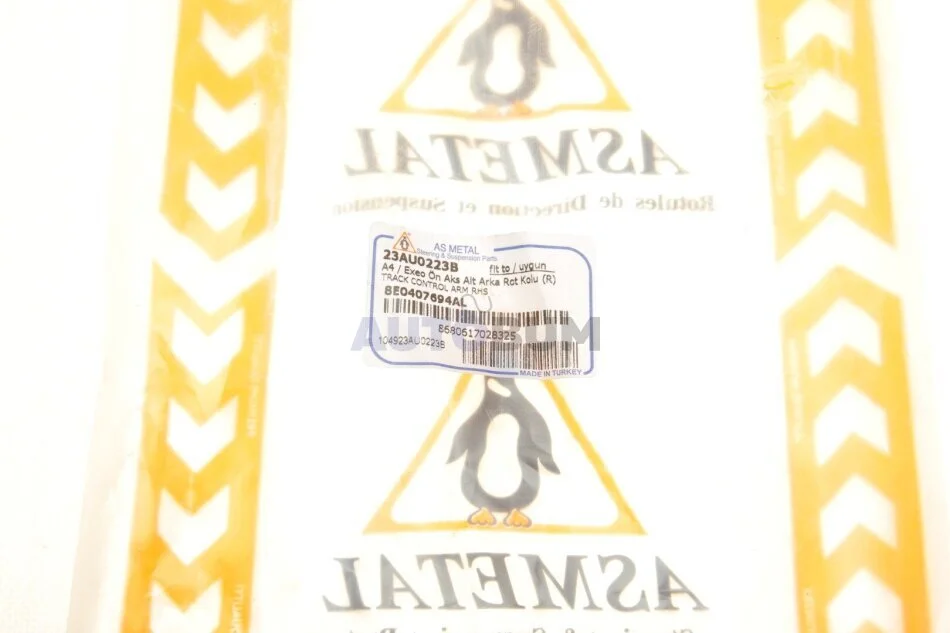 ASMETAL
Rotules de Direction et Suspension
AS METAL
Steering & Suspension Parts
23AU0223B fit to / uygun
A4 / Exeo Ön Aks Alt Arka Rot Kolu (R)
TRACK CONTROL ARM RHS
8E0407694AL
AUTOBUM
8680617028325
104923AU0223B
MADE IN TURKEY
ASMETAL